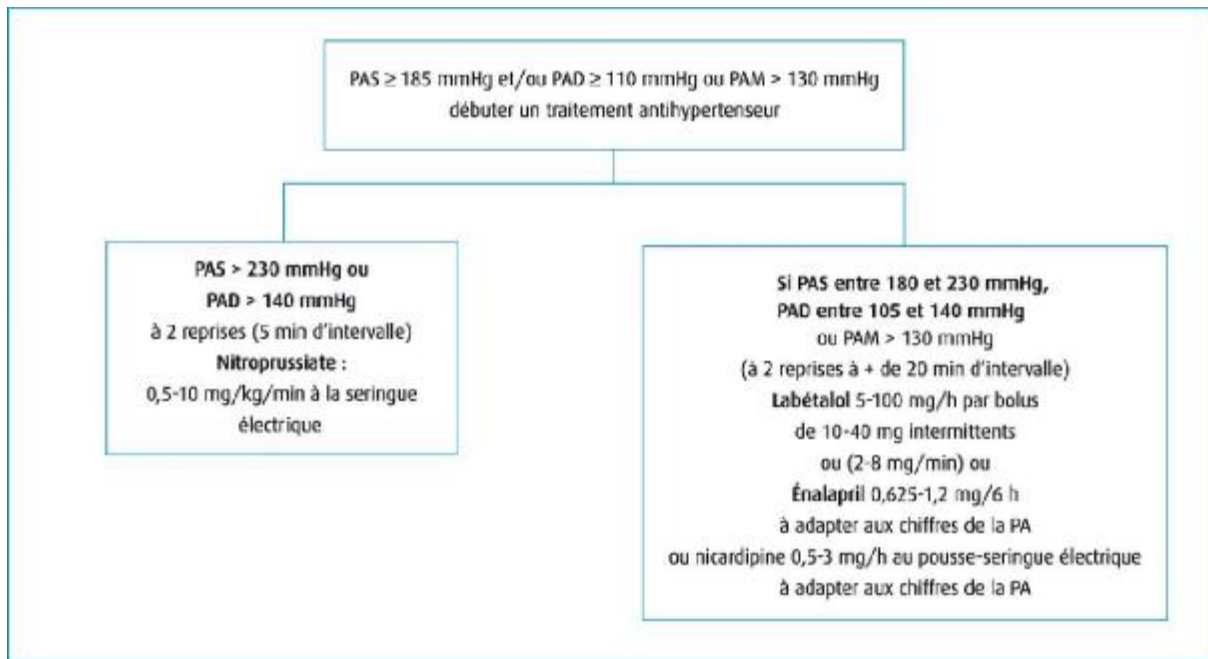 PAS ≥ 185 mmHg et/ou PAD ≥ 110 mmHg ou PAM > 130 mmHg
débuter un traitement antihypertenseur
PAS > 230 mmHg ou
PAD > 140 mmHg
à 2 reprises (5 min d'intervalle)
Nitroprussiate :
0,5-10 mg/kg/min à la seringue
électrique
Si PAS entre 180 et 230 mmHg,
PAD entre 105 et 140 mmHg
ou PAM > 130 mmHg
(à 2 reprises à + de 20 min d'intervalle)
Labétalol 5-100 mg/h par bolus
de 10-40 mg intermittents
ou (2-8 mg/min) ou
Énalapril 0,625-1,2 mg/6 h
à adapter aux chiffres de la PA
ou nicardipine 0,5-3 mg/h au pousse-seringue électrique
à adapter aux chiffres de la PA